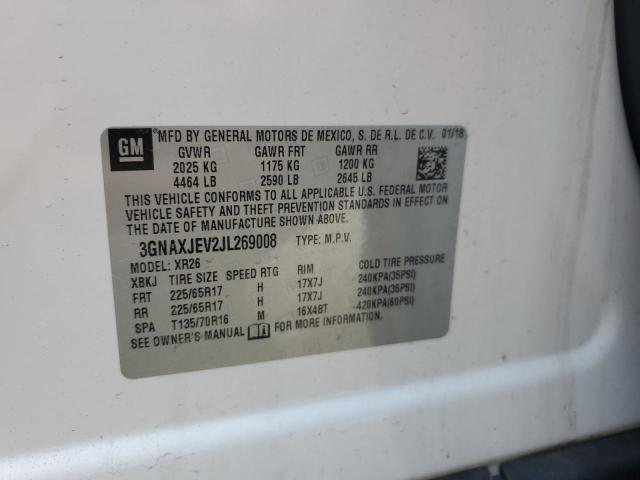 GM
®MFD BY GENERAL MOTORS DE MEXICO, S. DE R.L. DE C.V. 01/18
GVWR GAWR FRT GAWR RR
2025 KG 1175 KG 1200 KG
4464 LB 2590 LB 2645 LB
THIS VEHICLE CONFORMS TO ALL APPLICABLE U.S. FEDERAL MOTOR
VEHICLE SAFETY AND THEFT PREVENTION STANDARDS IN EFFECT ON
THE DATE OF MANUFACTURE SHOWN ABOVE.
3GNAXJEV2JL269008 TYPE: M.P.V.
MODEL: XR26
XBKJ TIRE SIZE SPEED RTG RIM COLD TIRE PRESSURE
FRT 225/65R17 H 17X7J 240KPA(35PSI)
RR 225/65R17 H 17X7J 240KPA(35PSI)
SPA T135/70R16 M 16X4BT 420KPA(60PSI)
SEE OWNER'S MANUAL FOR MORE INFORMATION.